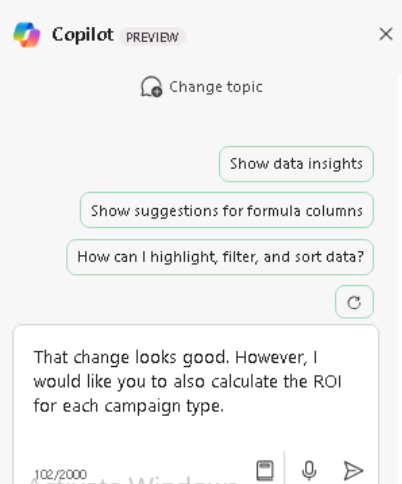 Copilot PREVIEW
Change topic
Show data insights
Show suggestions for formula columns
How can I highlight, filter, and sort data?
That change looks good. However, I
would like you to also calculate the ROI
for each campaign type.
102/2000
Activate Windows